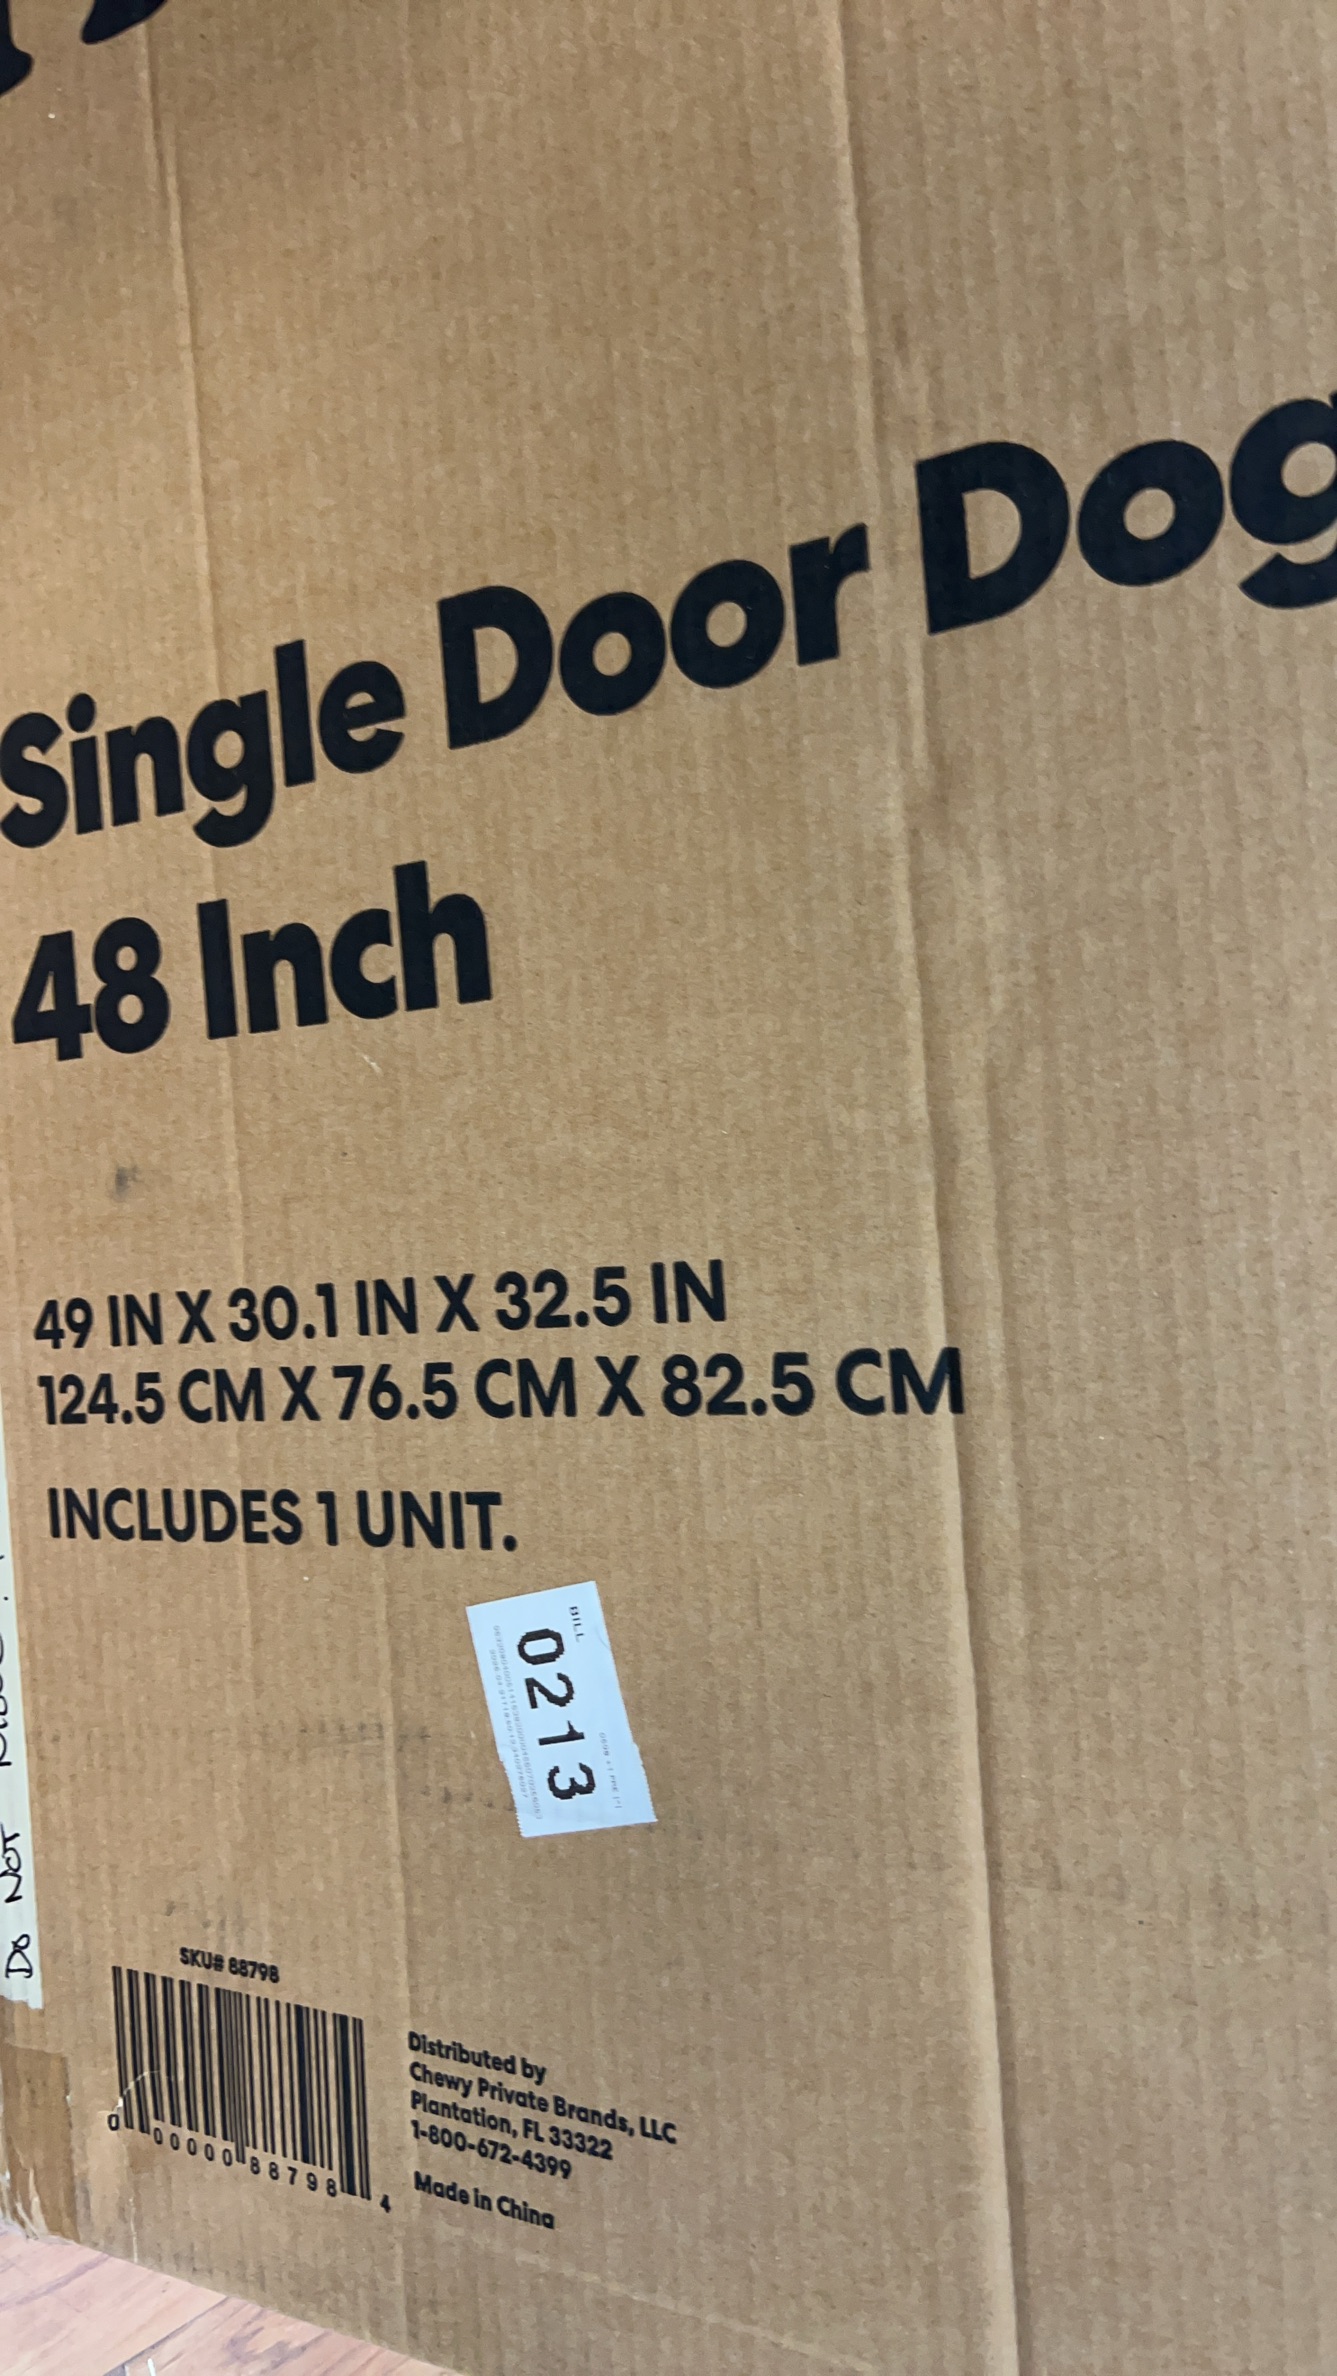 Single Door Dog
48 Inch
49 IN X 30.1 IN X 32.5 IN
124.5 CM X 76.5 CM X 82.5 CM
INCLUDES 1 UNIT.
BILL
0213
DO NOT
SKU# 88798
0 00000 88798 4
Distributed by
Chewy Private Brands, LLC
Plantation, FL 33322
1-800-672-4399
Made in China